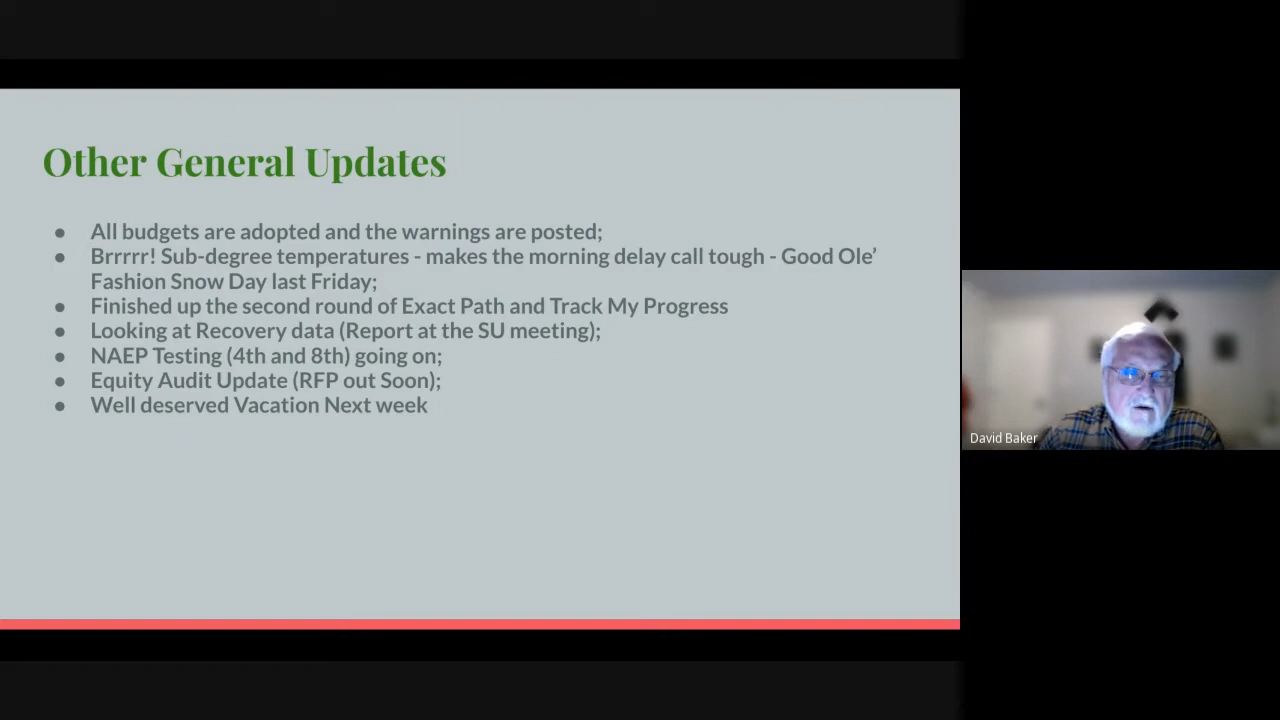 Other General Updates
● All budgets are adopted and the warnings are posted;
● Brrrrr! Sub-degree temperatures - makes the morning delay call tough - Good Ole’
Fashion Snow Day last Friday;
● Finished up the second round of Exact Path and Track My Progress
● Looking at Recovery data (Report at the SU meeting);
● NAEP Testing (4th and 8th) going on;
● Equity Audit Update (RFP out Soon);
● Well deserved Vacation Next week
David Baker